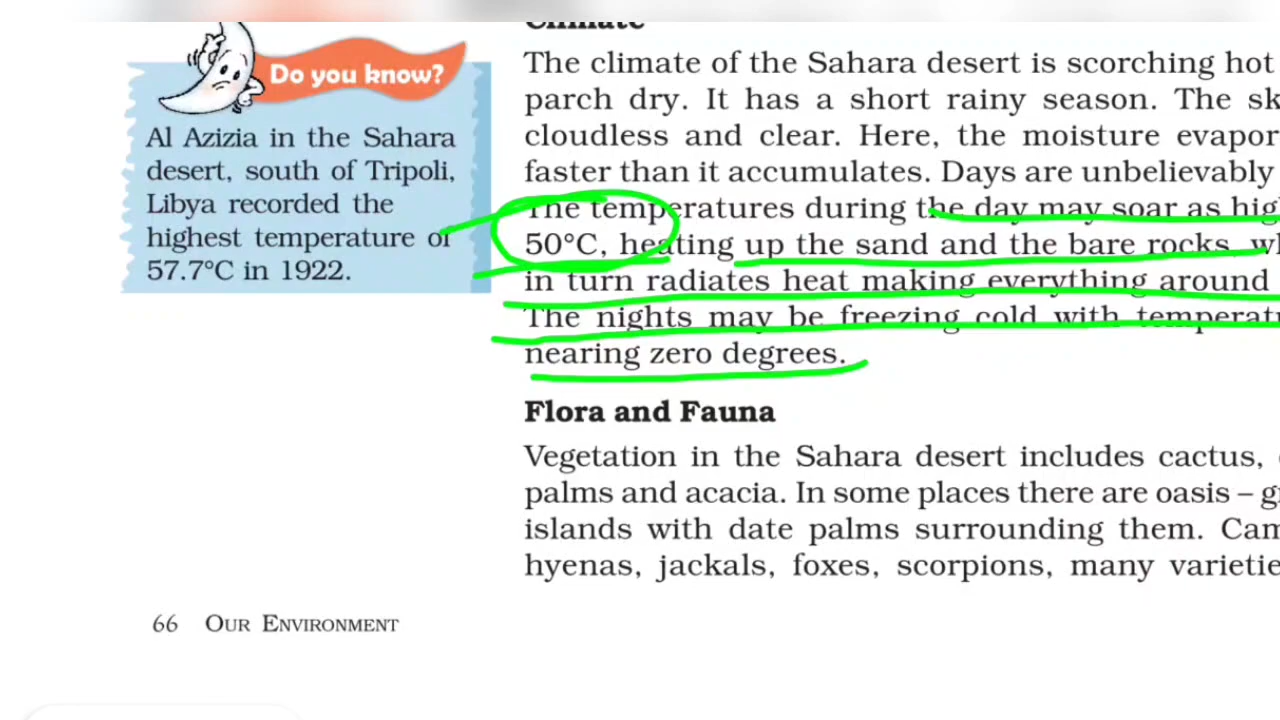 Climate
Do you know?
Al Azizia in the Sahara
desert, south of Tripoli,
Libya recorded the
highest temperature of
57.7°C in 1922.
The climate of the Sahara desert is scorching hot
parch dry. It has a short rainy season. The sk
cloudless and clear. Here, the moisture evapor
faster than it accumulates. Days are unbelievably
The temperatures during the day may soar as hig
50°C, heating up the sand and the bare rocks, wh
in turn radiates heat making everything around
The nights may be freezing cold with temperatu
nearing zero degrees.
Flora and Fauna
Vegetation in the Sahara desert includes cactus,
palms and acacia. In some places there are oasis – gr
islands with date palms surrounding them. Cam
hyenas, jackals, foxes, scorpions, many varietie
66 OUR ENVIRONMENT